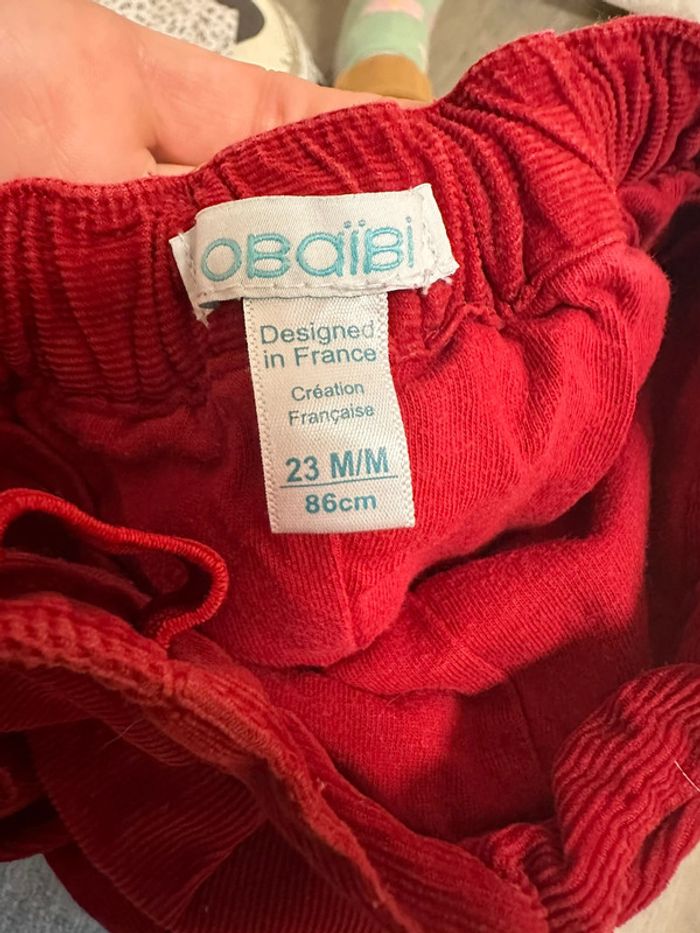 obaïbi
Designed
in France
Création
Française
23 M/M
86cm